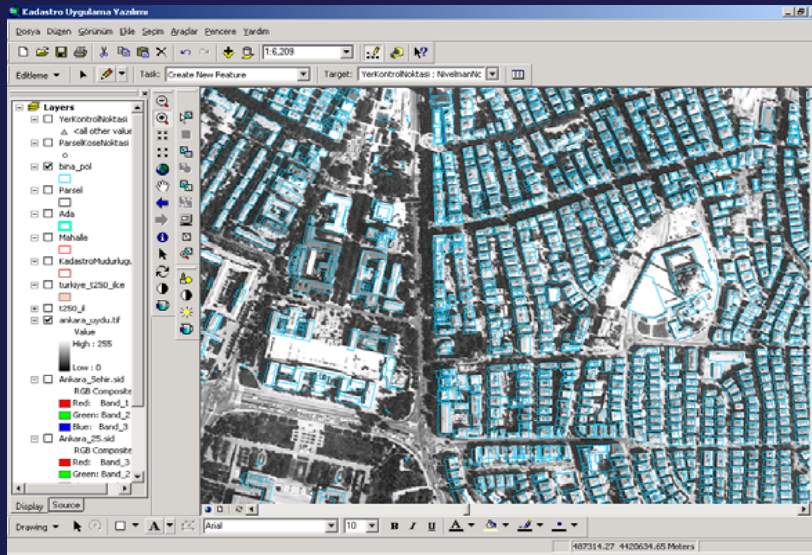 Kadastro Uygulama Yazılımı
Dosya Düzen Görünüm Ekle Seçim Araçlar Pencere Yardım
1:6,209
Editleme Task: Create New Feature Target: YerKontrolNoktasi : NivelmanNc
Layers
YerKontrolNoktasi
<all other value
ParselKoseNoktasi
bina_pol
Parsel
Ada
Mahalle
KadastroMudurlugu
turkiye_t250_ilce
t250_il
ankara_uydu.tif
Value
High : 255
Low : 0
Ankara_Sehir.sid
RGB Composite
Red: Band_1
Green: Band_2
Blue: Band_3
Ankara_25.sid
RGB Composite
Red: Band_3
Green: Band_2
Display Source
Drawing A Arial 10 B I U A
487314.27 4420634.65 Meters